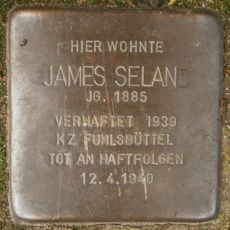 HIER WOHNTE
JAMES SELAND
JG. 1885
VERHAFTET 1939
KZ FUHLSBÜTTEL
TOT AN HAFTFOLGEN
12.4.1940